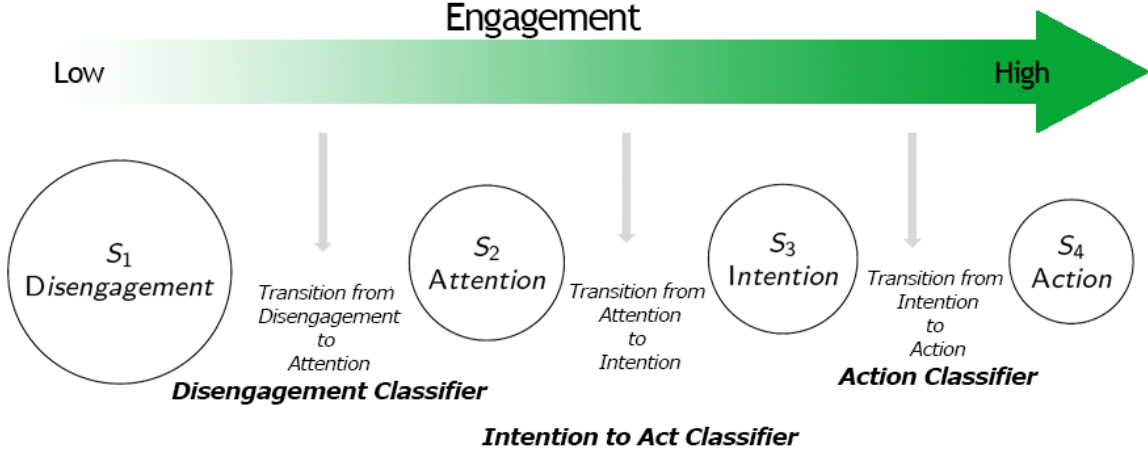 Engagement
Low
High
S1
Disengagement
Transition from
Disengagement
to
Attention
Disengagement Classifier
S2
Attention
Transition from
Attention
to
Intention
Intention to Act Classifier
S3
Intention
Transition from
Intention
to
Action
Action Classifier
S4
Action